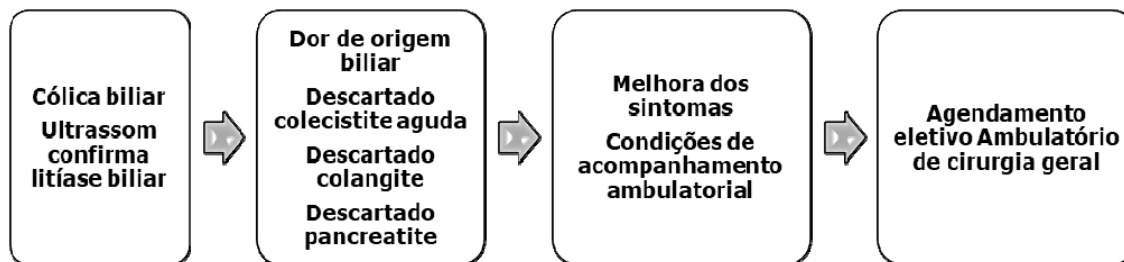 Cólica biliar
Ultrassom
confirma
litíase biliar
Dor de origem
biliar
Descartado
colecistite aguda
Descartado
colangite
Descartado
pancreatite
Melhora dos
sintomas
Condições de
acompanhamento
ambulatorial
Agendamento
eletivo Ambulatório
de cirurgia geral